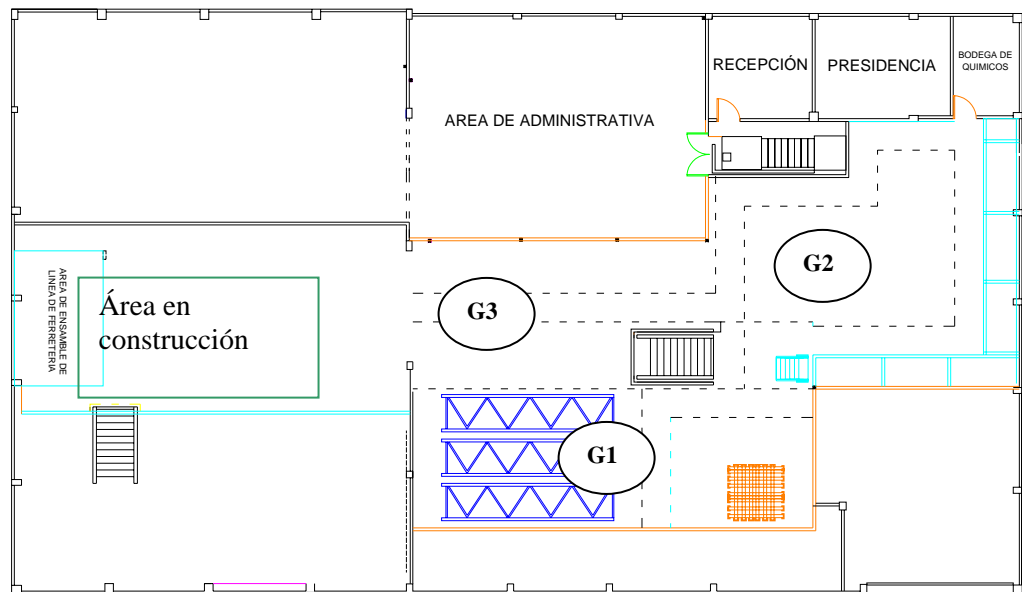 RECEPCIÓN
PRESIDENCIA
BODEGA DE
QUIMICOS
AREA DE ADMINISTRATIVA
G2
AREA DE ENSAMBLE DE
LINEA DE FERRETERIA
Área en
construcción
G3
G1